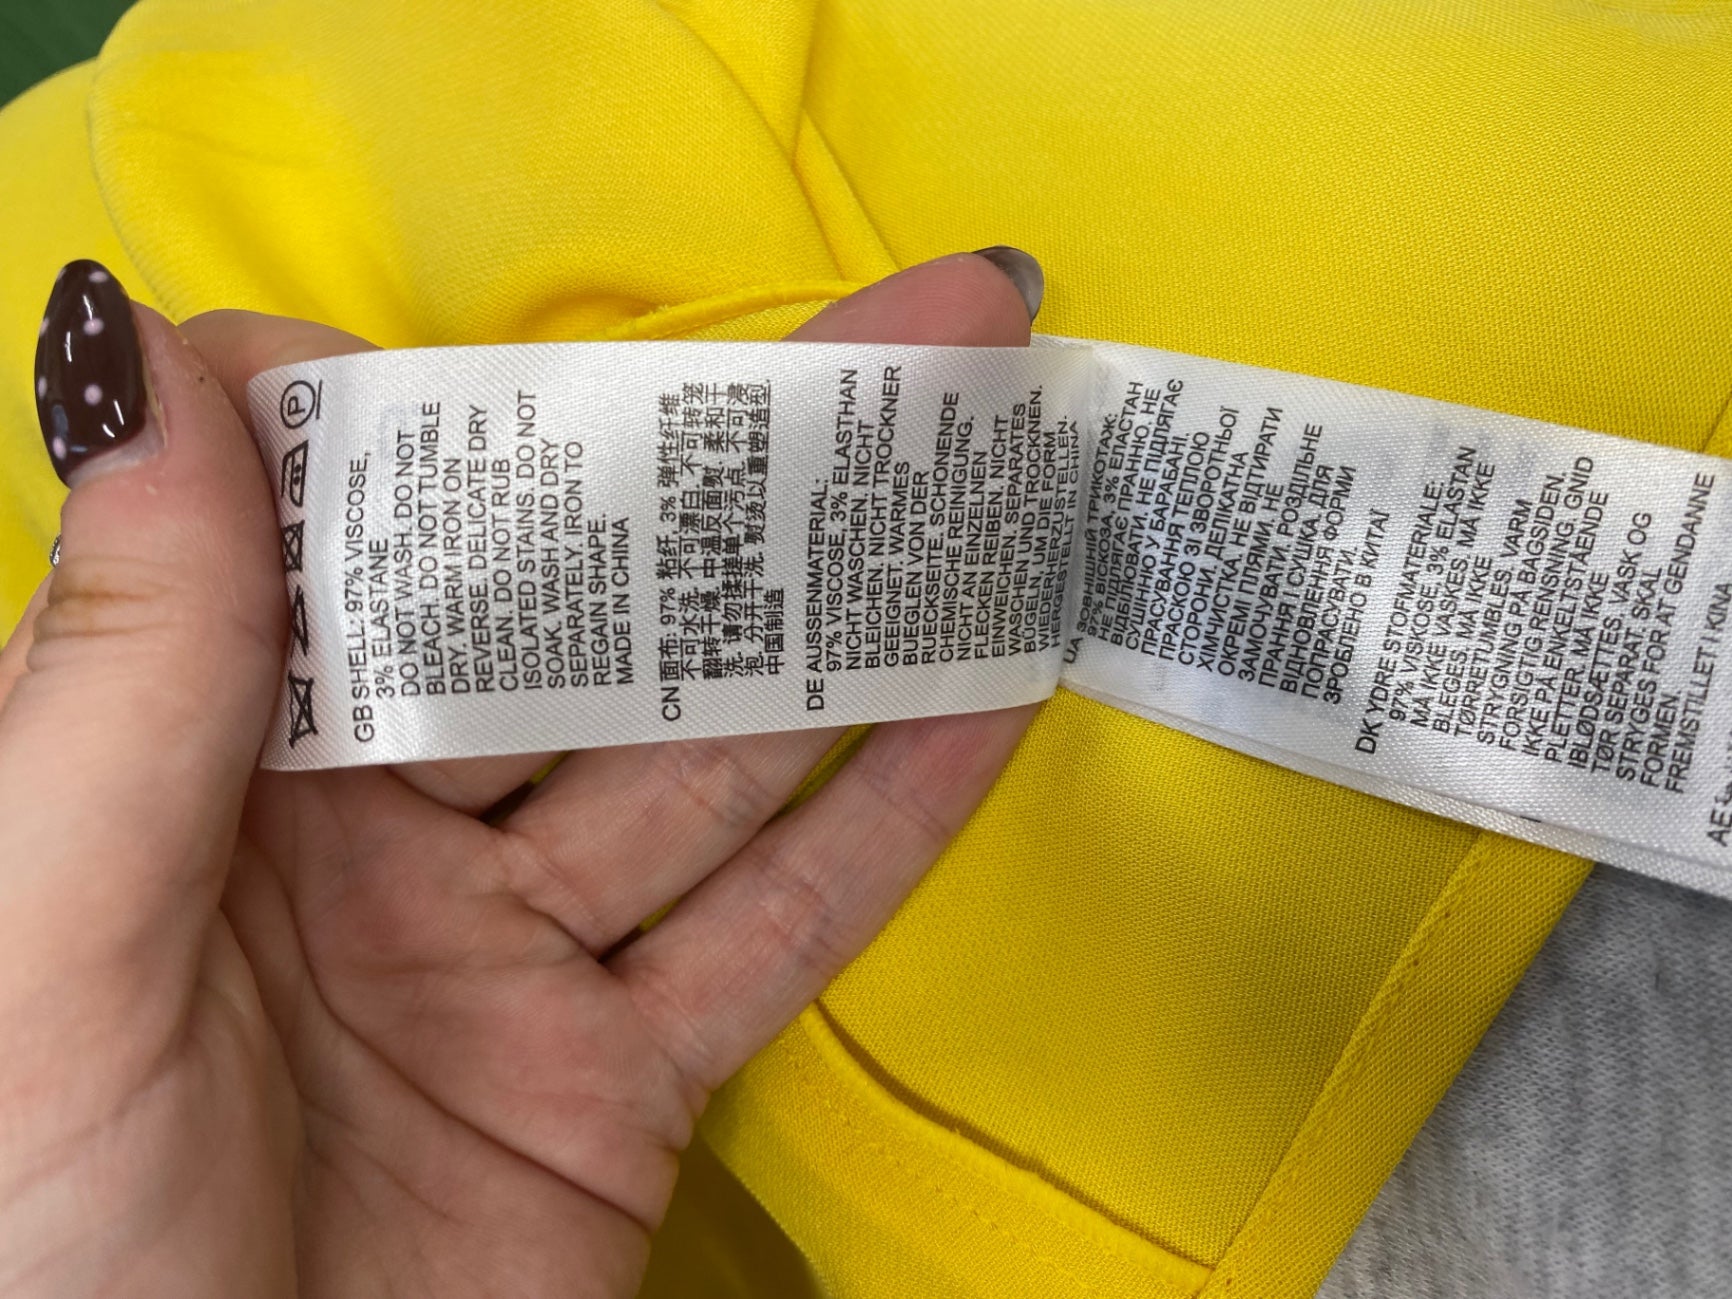 P
GB SHELL: 97% VISCOSE,
3% ELASTANE
DO NOT WASH. DO NOT
BLEACH. DO NOT TUMBLE
DRY. WARM IRON ON
REVERSE. DELICATE DRY
CLEAN. DO NOT RUB
ISOLATED STAINS. DO NOT
SOAK. WASH AND DRY
SEPARATELY. IRON TO
REGAIN SHAPE.
MADE IN CHINA
CN 面布: 97% 粘纤, 3% 弹性纤维
不可水洗. 不可漂白. 不可转笼
翻转干燥. 中温反面熨. 柔和干
洗. 请勿揉搓单个污点. 不可浸
泡. 分开干洗. 熨烫以重塑造型.
中国制造
DE AUSSENMATERIAL:
97% VISCOSE, 3% ELASTHAN
NICHT WASCHEN. NICHT
BLEICHEN. NICHT TROCKNER
GEEIGNET. WARMES
BUEGLEN VON DER
RUECKSEITE. SCHONENDE
CHEMISCHE REINIGUNG.
NICHT AN EINZELNEN
FLECKEN REIBEN. NICHT
EINWEICHEN. SEPARATES
WASCHEN UND TROCKNEN.
BÜGELN, UM DIE FORM
WIEDERHERZUSTELLEN.
HERGESTELLT IN CHINA
UA ЗОВНІШНІЙ ТРИКОТАЖ:
97% ВІСКОЗА, 3% ЕЛАСТАН
НЕ ПІДЛЯГАЄ ПРАННЮ. НЕ
ВІДБІЛЮВАТИ. НЕ ПІДЛЯГАЄ
СУШІННЮ У БАРАБАНІ.
ПРАСУВАННЯ ТЕПЛОЮ
ПРАСКОЮ ЗІ ЗВОРОТНЬОЇ
СТОРОНИ. ДЕЛІКАТНА
ХІМЧИСТКА. НЕ ВІДТИРАТИ
ОКРЕМІ ПЛЯМИ. НЕ
ЗАМОЧУВАТИ. РОЗДІЛЬНЕ
ПРАННЯ І СУШКА. ДЛЯ
ВІДНОВЛЕННЯ ФОРМИ
ПОПРАСУВАТИ.
ЗРОБЛЕНО В КИТАЇ
DK YDRE STOFMATERIALE:
97% VISKOSE, 3% ELASTAN
MÅ IKKE VASKES. MÅ IKKE
BLEGES. MÅ IKKE
TØRRETUMBLES. VARM
STRYGNING PÅ BAGSIDEN.
FORSIGTIG RENSNING. GNID
IKKE PÅ ENKELTSTÅENDE
PLETTER. MÅ IKKE
IBLØDSÆTTES. VASK OG
TØR SEPARAT. SKAL
STRYGES FOR AT GENDANNE
FORMEN.
FREMSTILLET I KINA
AE